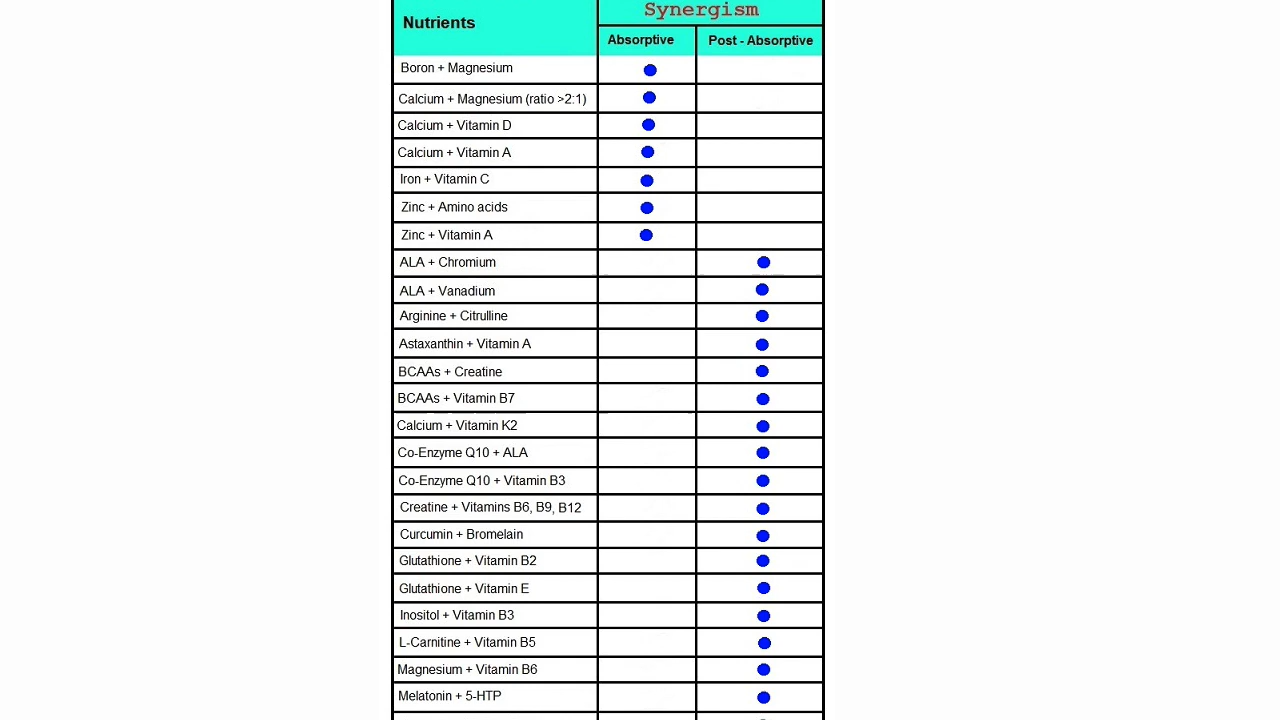 Synergism
Nutrients
Absorptive
Post - Absorptive
Boron + Magnesium
Calcium + Magnesium (ratio >2:1)
Calcium + Vitamin D
Calcium + Vitamin A
Iron + Vitamin C
Zinc + Amino acids
Zinc + Vitamin A
ALA + Chromium
ALA + Vanadium
Arginine + Citrulline
Astaxanthin + Vitamin A
BCAAs + Creatine
BCAAs + Vitamin B7
Calcium + Vitamin K2
Co-Enzyme Q10 + ALA
Co-Enzyme Q10 + Vitamin B3
Creatine + Vitamins B6, B9, B12
Curcumin + Bromelain
Glutathione + Vitamin B2
Glutathione + Vitamin E
Inositol + Vitamin B3
L-Carnitine + Vitamin B5
Magnesium + Vitamin B6
Melatonin + 5-HTP